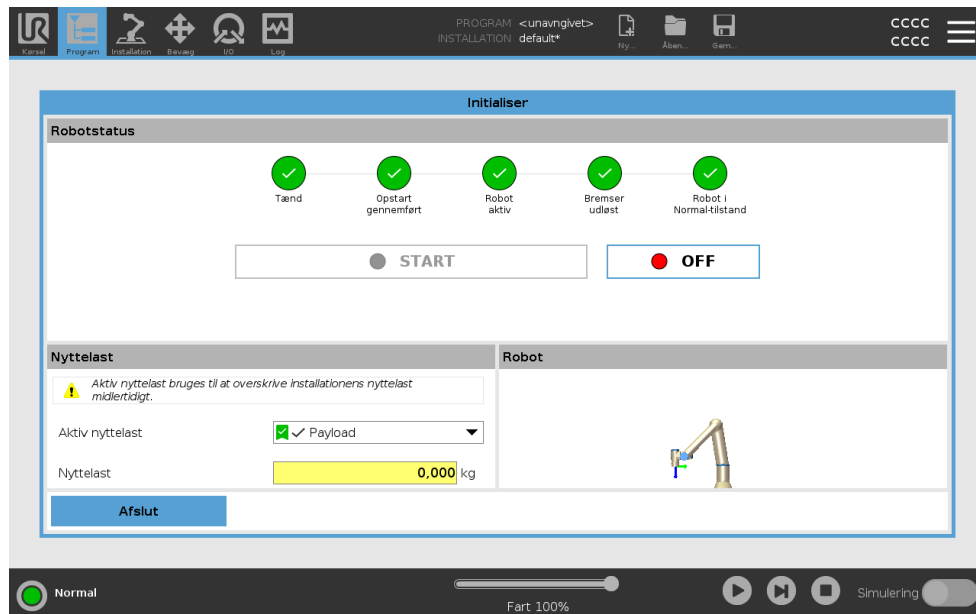 UR
PROGRAM <unavngivet>
INSTALLATION default*
CCCC
CCCC
Kørsel Program Installation Bevæg I/O Log Ny... Åben... Gem...
Initialiser
Robotstatus
Tænd
Opstart
gennemført
Robot
aktiv
Bremser
udløst
Robot i
Normal-tilstand
START
OFF
Nyttelast
Aktiv nyttelast bruges til at overskrive installationens nyttelast
midlertidigt.
Aktiv nyttelast
Payload
Nyttelast
0,000 kg
Robot
Afslut
Normal
Fart 100%
Simulering